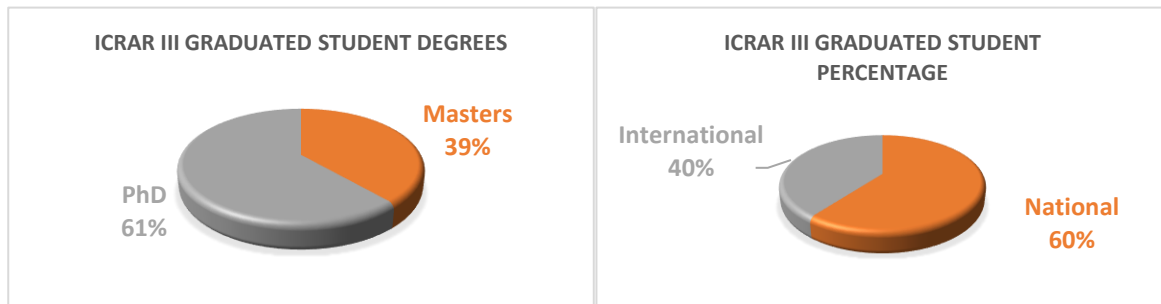 ICRAR III GRADUATED STUDENT DEGREES
Masters
39%
PhD
61%
ICRAR III GRADUATED STUDENT
PERCENTAGE
International
40%
National
60%